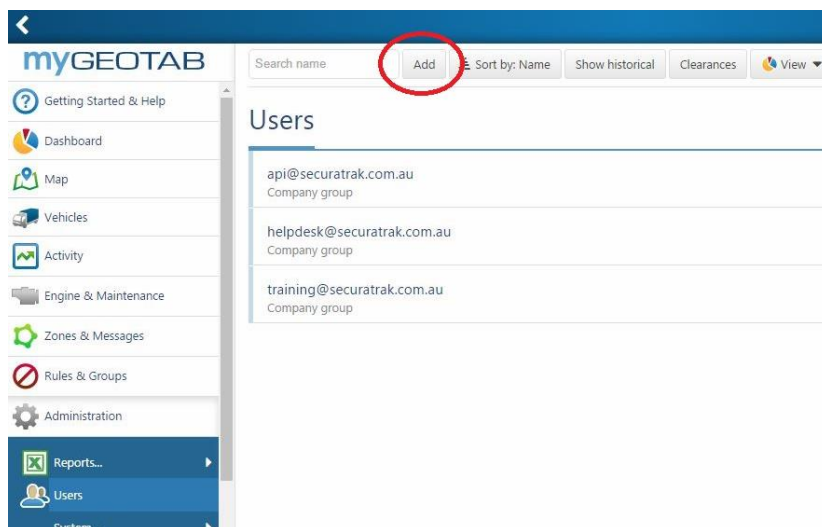 myGEOTAB
Getting Started & Help
Dashboard
Map
Vehicles
Activity
Engine & Maintenance
Zones & Messages
Rules & Groups
Administration
Reports...
Users
System
Search name
Add
Sort by: Name
Show historical
Clearances
View
Users
api@securatrak.com.au
Company group
helpdesk@securatrak.com.au
Company group
training@securatrak.com.au
Company group